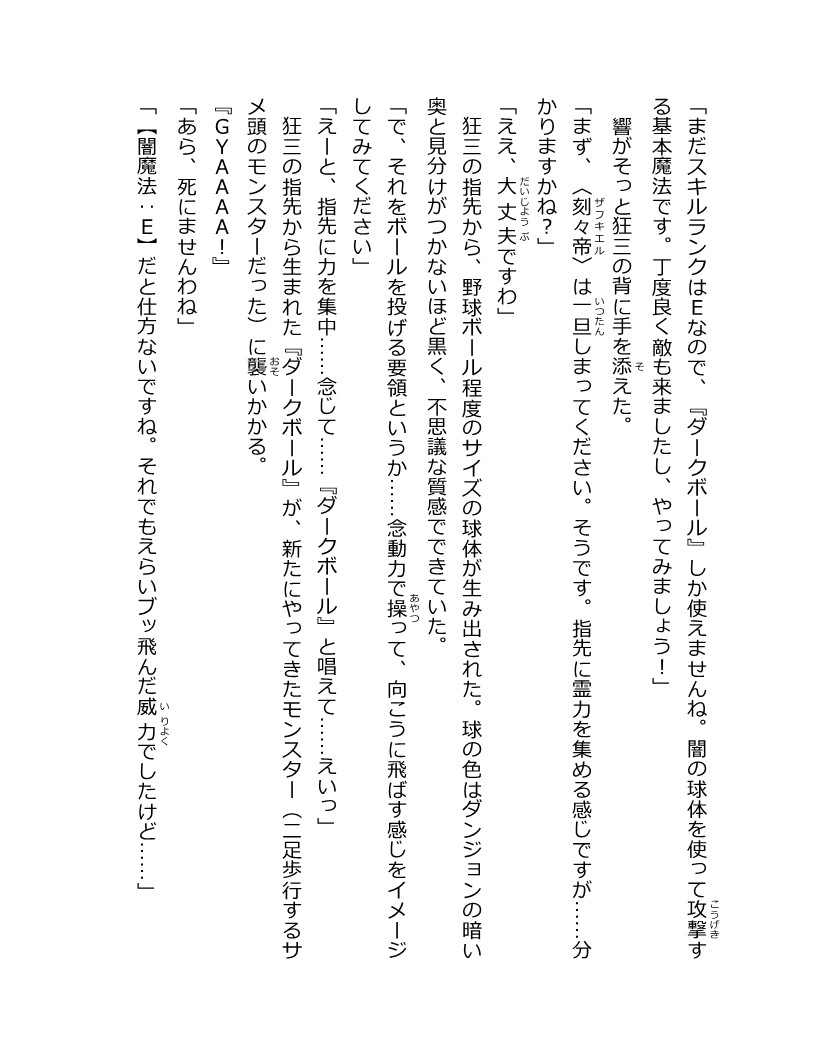 「まだスキルランクはEなので、『ダークボール』しか使えませんね。闇の球体を使って攻撃す
る基本魔法です。丁度良く敵も来ましたし、やってみましょう！」
　響がそっと狂三の背に手を添えた。
「まず、〈刻々帝〉は一旦しまってください。そうです。指先に霊力を集める感じですが……分
かりますかね？」
「ええ、大丈夫ですわ」
　狂三の指先から、野球ボール程度のサイズの球体が生み出された。球の色はダンジョンの暗い
奥と見分けがつかないほど黒く、不思議な質感でできていた。
「で、それをボールを投げる要領というか……念動力で操って、向こうに飛ばす感じをイメージ
してみてください」
「えーと、指先に力を集中……念じて……『ダークボール』と唱えて……えいっ」
　狂三の指先から生まれた『ダークボール』が、新たにやってきたモンスター（二足歩行するサ
メ頭のモンスターだった）に襲いかかる。
『GYAAAA！』
「あら、死にませんわね」
「【闇魔法：E】だと仕方ないですね。それでもえらいブッ飛んだ威力でしたけど……」